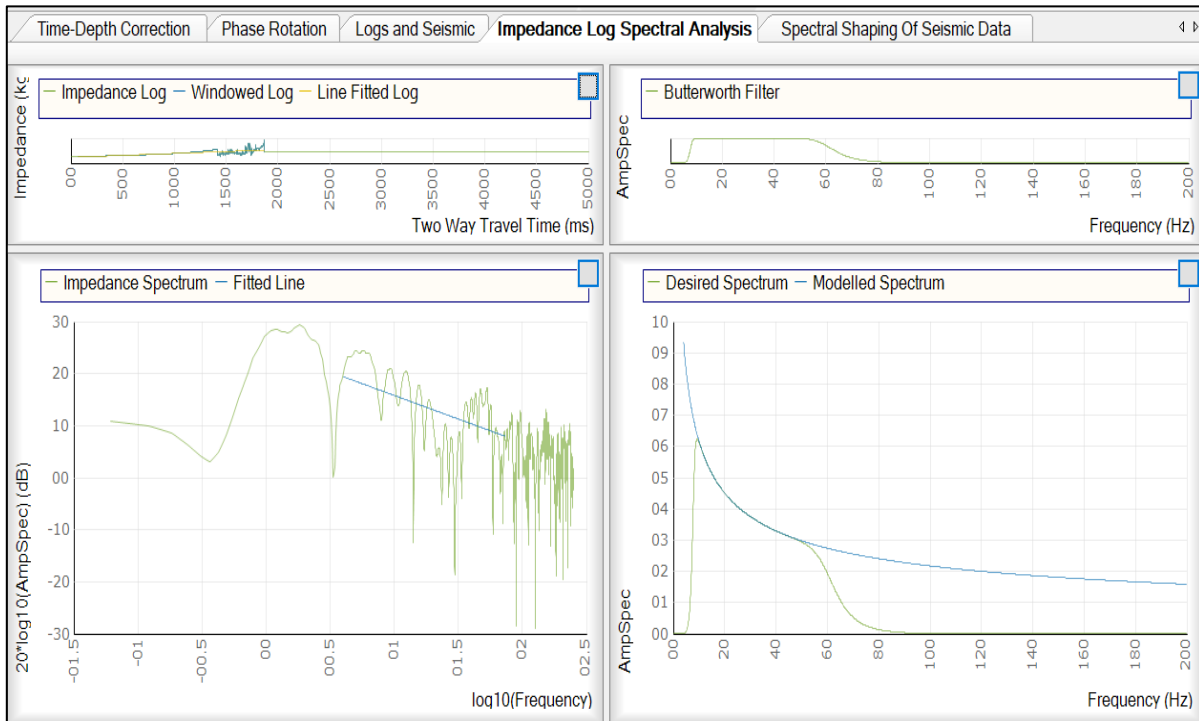 Time-Depth Correction Phase Rotation Logs and Seismic Impedance Log Spectral Analysis Spectral Shaping Of Seismic Data
Impedance (kg
Impedance Log Windowed Log Line Fitted Log
00 500 1000 1500 2000 2500 3000 3500 4000 4500 5000
Two Way Travel Time (ms)
AmpSpec
Butterworth Filter
00 20 40 60 80 100 120 140 160 180 200
Frequency (Hz)
20*log10(AmpSpec) (dB)
Impedance Spectrum Fitted Line
30
20
10
00
-10
-20
-30
-01.5 -01 -00.5 00 00.5 01 01.5 02 02.5
log10(Frequency)
AmpSpec
Desired Spectrum Modelled Spectrum
10
09
08
07
06
05
04
03
02
01
00
00 20 40 60 80 100 120 140 160 180 200
Frequency (Hz)